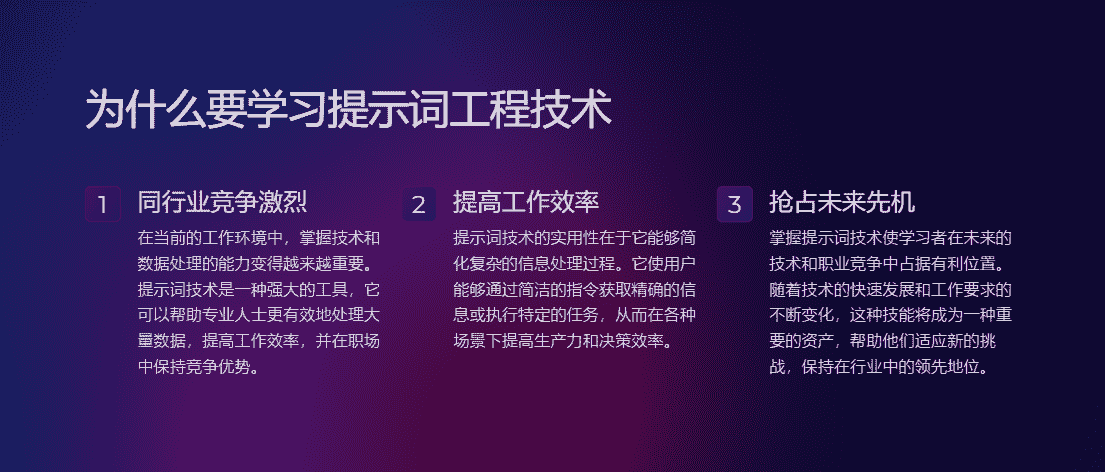 为什么要学习提示词工程技术
1 同行业竞争激烈
在当前的工作环境中，掌握技术和
数据处理的能力变得越来越重要。
提示词技术是一种强大的工具，它
可以帮助专业人士更有效地处理大
量数据，提高工作效率，并在职场
中保持竞争优势。
2 提高工作效率
提示词技术的实用性在于它能够简
化复杂的信息处理过程。它使用户
能够通过简洁的指令获取精确的信
息或执行特定的任务，从而在各种
场景下提高生产力和决策效率。
3 抢占未来先机
掌握提示词技术使学习者在未来的
技术和职业竞争中占据有利位置。
随着技术的快速发展和工作要求的
不断变化，这种技能将成为一种重
要的资产，帮助他们适应新的挑
战，保持在行业中的领先地位。